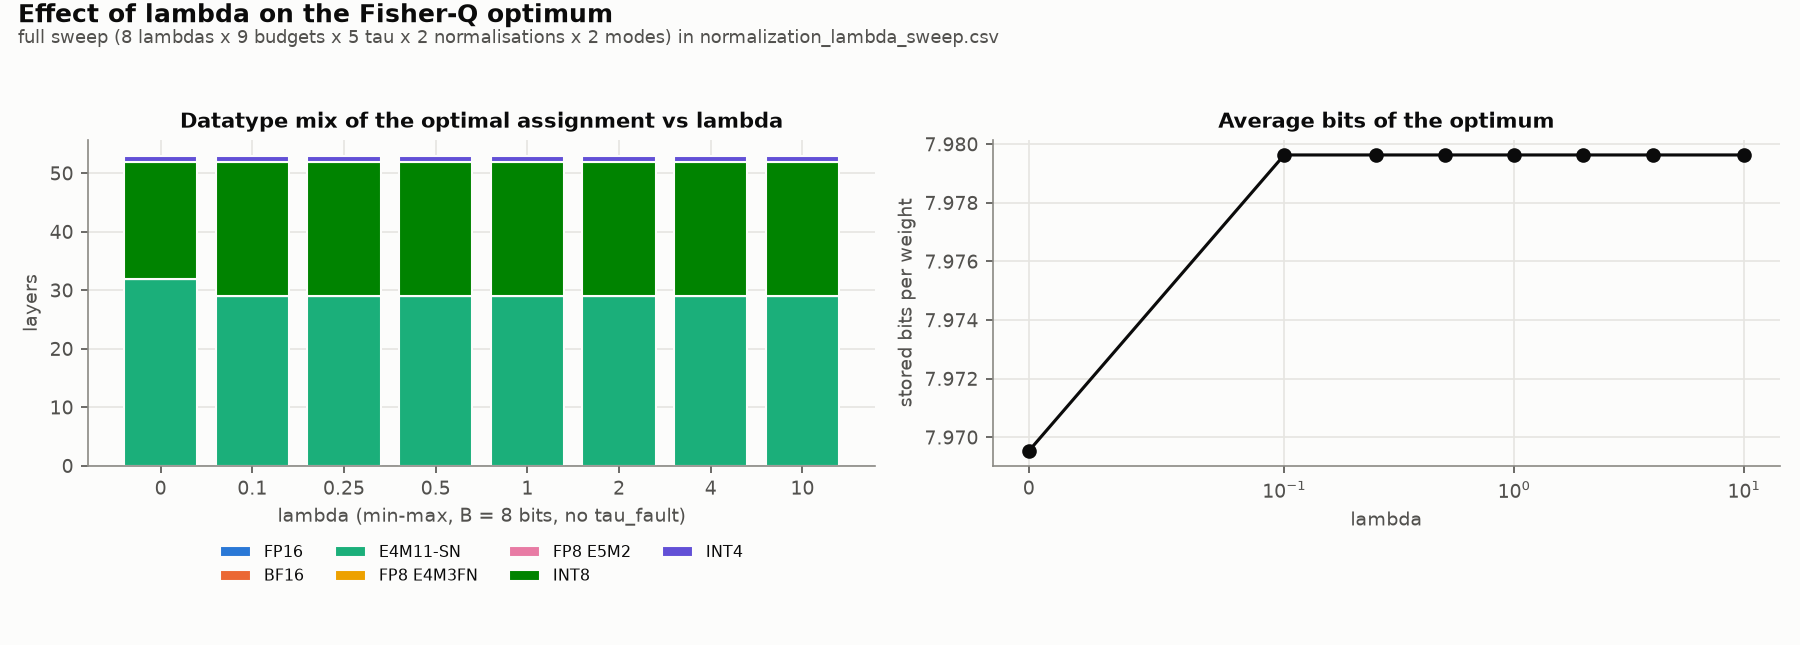 Effect of lambda on the Fisher-Q optimum
full sweep (8 lambdas x 9 budgets x 5 tau x 2 normalisations x 2 modes) in normalization_lambda_sweep.csv
Datatype mix of the optimal assignment vs lambda
layers
50
40
30
20
10
0
0 0.1 0.25 0.5 1 2 4 10
lambda (min-max, B = 8 bits, no tau_fault)
FP16 E4M11-SN FP8 E5M2 INT4
BF16 FP8 E4M3FN INT8
Average bits of the optimum
stored bits per weight
7.980
7.978
7.976
7.974
7.972
7.970
0 10⁻¹ 10⁰ 10¹
lambda